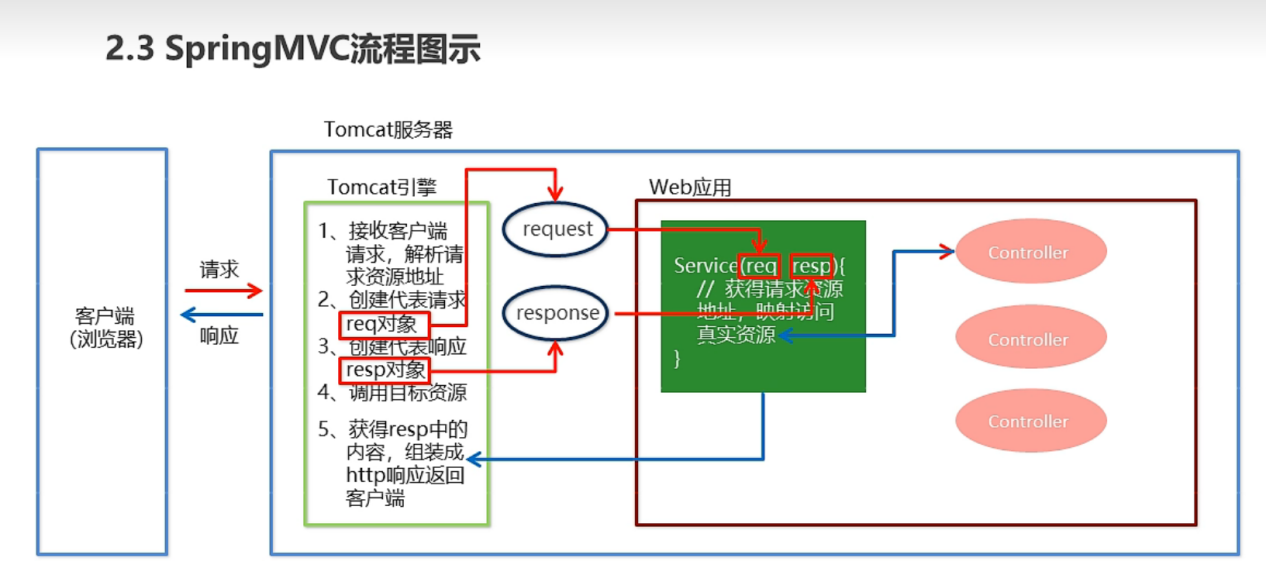 2.3 SpringMVC流程图示
Tomcat服务器
Tomcat引擎
Web应用
1、接收客户端
请求，解析请
求资源地址
2、创建代表请求
req对象
3、创建代表响应
resp对象
4、调用目标资源
5、获得resp中的
内容，组装成
http响应返回
客户端
请求
响应
客户端
(浏览器)
request
response
Service(req resp){
// 获得请求资源
地址，映射访问
真实资源
}
Controller
Controller
Controller